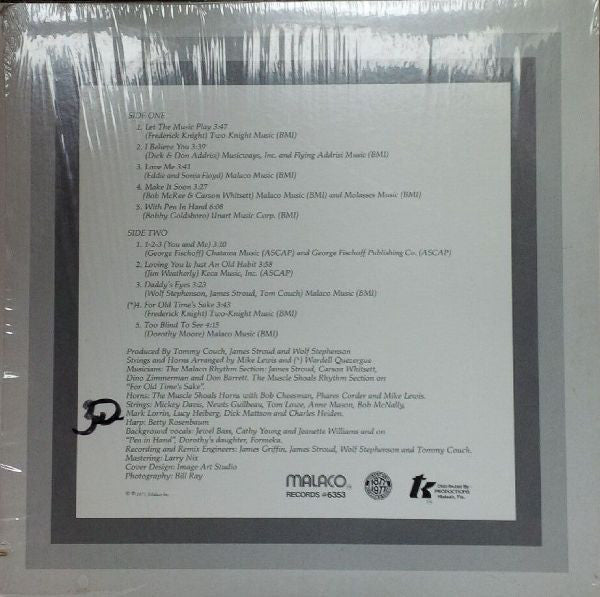 SIDE ONE
1. Let The Music Play 3:47
(Frederick Knight) Two Knight Music (BMI)
2. I Believe You 3:39
(Dick & Don Addrisi) Musicways, Inc. and Flying Addrisi Music (BMI)
3. Love Me 3:41
(Eddie and Sonja Floyd) Malaco Music (BMI)
4. Make It Soon 3:27
(Bob McRee & Carson Whitsett) Malaco Music (BMI) and Molasses Music (BMI)
5. With Pen In Hand 6:08
(Bobby Goldsboro) Unart Music Corp. (BMI)
SIDE TWO
1. 1-2-3 (You and Me) 3:10
(George Fischoff) Chatanea Music (ASCAP) and George Fischoff Publishing Co. (ASCAP)
2. Loving You Is Just An Old Habit 3:58
(Jim Weatherly) Keca Music, Inc. (ASCAP)
3. Daddy's Eyes 3:23
(Wolf Stephenson, James Stroud, Tom Couch) Malaco Music (BMI)
(*)4. For Old Time's Sake 3:43
(Frederick Knight) Two-Knight Music (BMI)
5. Too Blind To See 4:15
(Dorothy Moore) Malaco Music (BMI)
Produced By Tommy Couch, James Stroud and Wolf Stephenson
Strings and Horns Arranged by Mike Lewis and (*) Wardell Quezergue
Musicians: The Malaco Rhythm Section: James Stroud, Carson Whitsett,
Dino Zimmerman and Don Barrett. The Muscle Shoals Rhythm Section on
"For Old Time's Sake".
Horns: The Muscle Shoals Horns with Bob Cheesman, Phares Corder and Mike Lewis.
Strings: Mickey Davis, Newts Guilbeau, Tom Lowe, Anne Mason, Bob McNally,
Mark Lorrin, Lucy Heiberg, Dick Mattson and Charles Heiden.
Harp: Betty Rosenbaum
Background vocals: Jewel Bass, Cathy Young and Jeanette Williams and on
"Pen in Hand", Dorothy's daughter, Formeka.
Recording and Remix Engineers: James Griffin, James Stroud, Wolf Stephenson and Tommy Couch.
Mastering: Larry Nix
Cover Design: Image Art Studio
Photography: Bill Ray
MALACO
RECORDS #6353
1877
1977
tk
Distributed By
PRODUCTIONS
Hialeah, Fla.